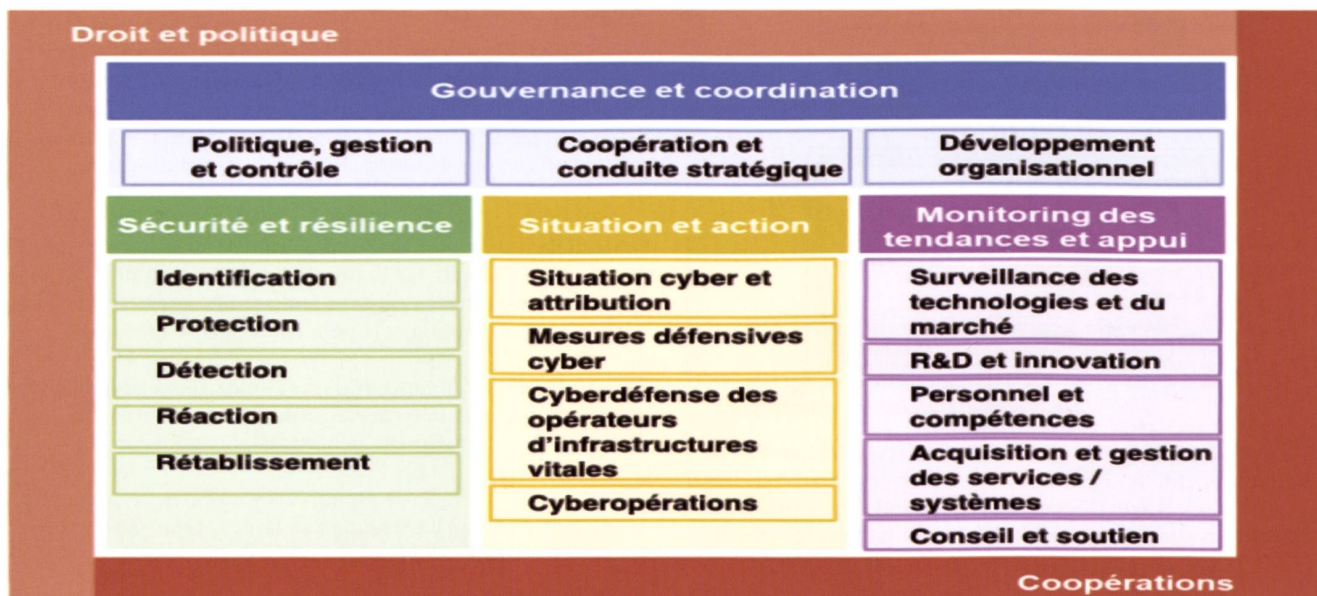 Droit et politique
Gouvernance et coordination
Politique, gestion
et contrôle
Coopération et
conduite stratégique
Développement
organisationnel
Sécurité et résilience
Identification
Protection
Détection
Réaction
Rétablissement
Situation et action
Situation cyber et
attribution
Mesures défensives
cyber
Cyberdéfense des
opérateurs
d'infrastructures
vitales
Cyberopérations
Monitoring des
tendances et appui
Surveillance des
technologies et du
marché
R&D et innovation
Personnel et
compétences
Acquisition et gestion
des services /
systèmes
Conseil et soutien
Coopérations